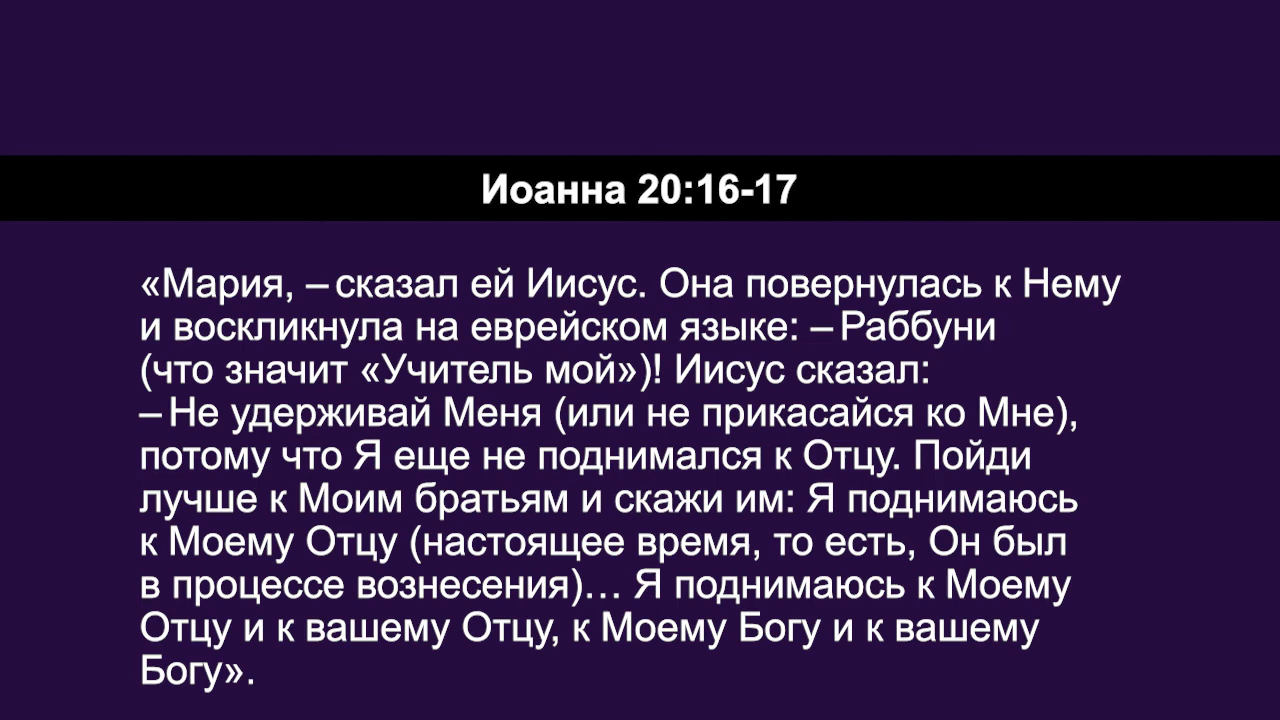 Иоанна 20:16-17
«Мария, – сказал ей Иисус. Она повернулась к Нему
и воскликнула на еврейском языке: – Раббуни
(что значит «Учитель мой»)! Иисус сказал:
– Не удерживай Меня (или не прикасайся ко Мне),
потому что Я еще не поднимался к Отцу. Пойди
лучше к Моим братьям и скажи им: Я поднимаюсь
к Моему Отцу (настоящее время, то есть, Он был
в процессе вознесения)… Я поднимаюсь к Моему
Отцу и к вашему Отцу, к Моему Богу и к вашему
Богу».